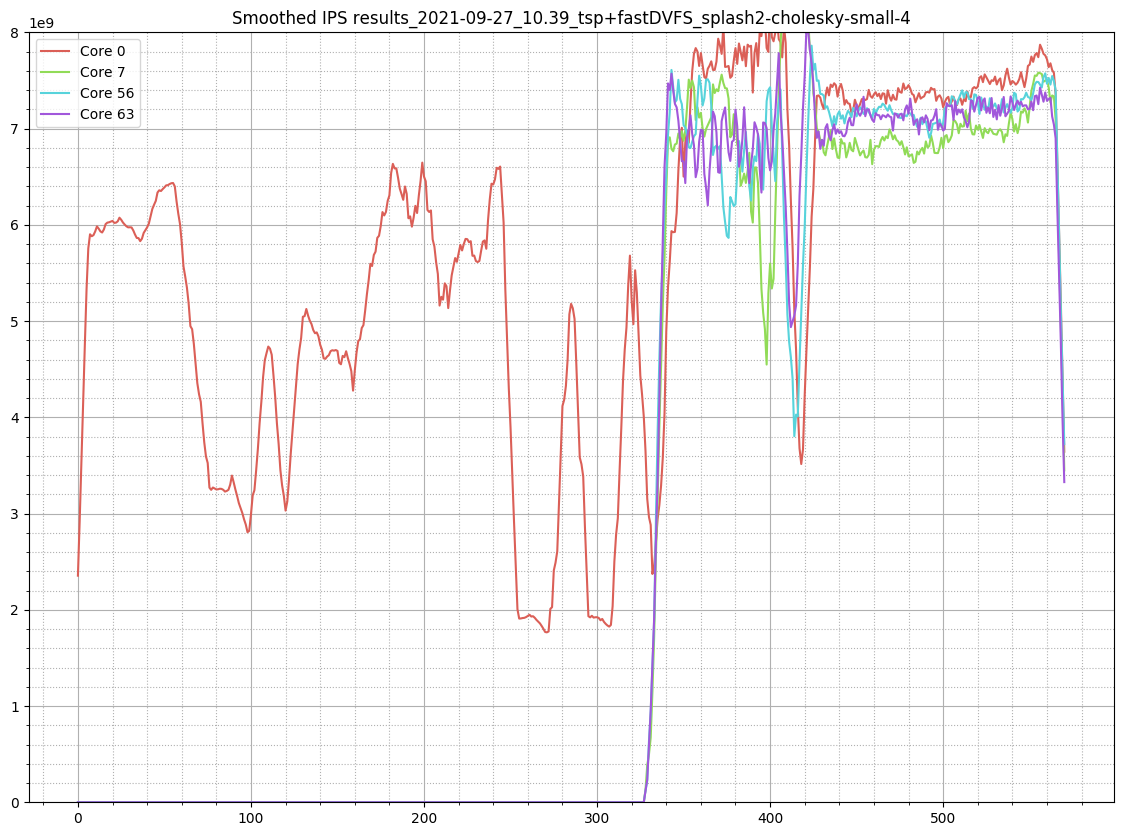 Smoothed IPS results_2021-09-27_10.39_tsp+fastDVFS_splash2-cholesky-small-4
1e9
8
7
6
5
4
3
2
1
0
Core 0
Core 7
Core 56
Core 63
0 100 200 300 400 500